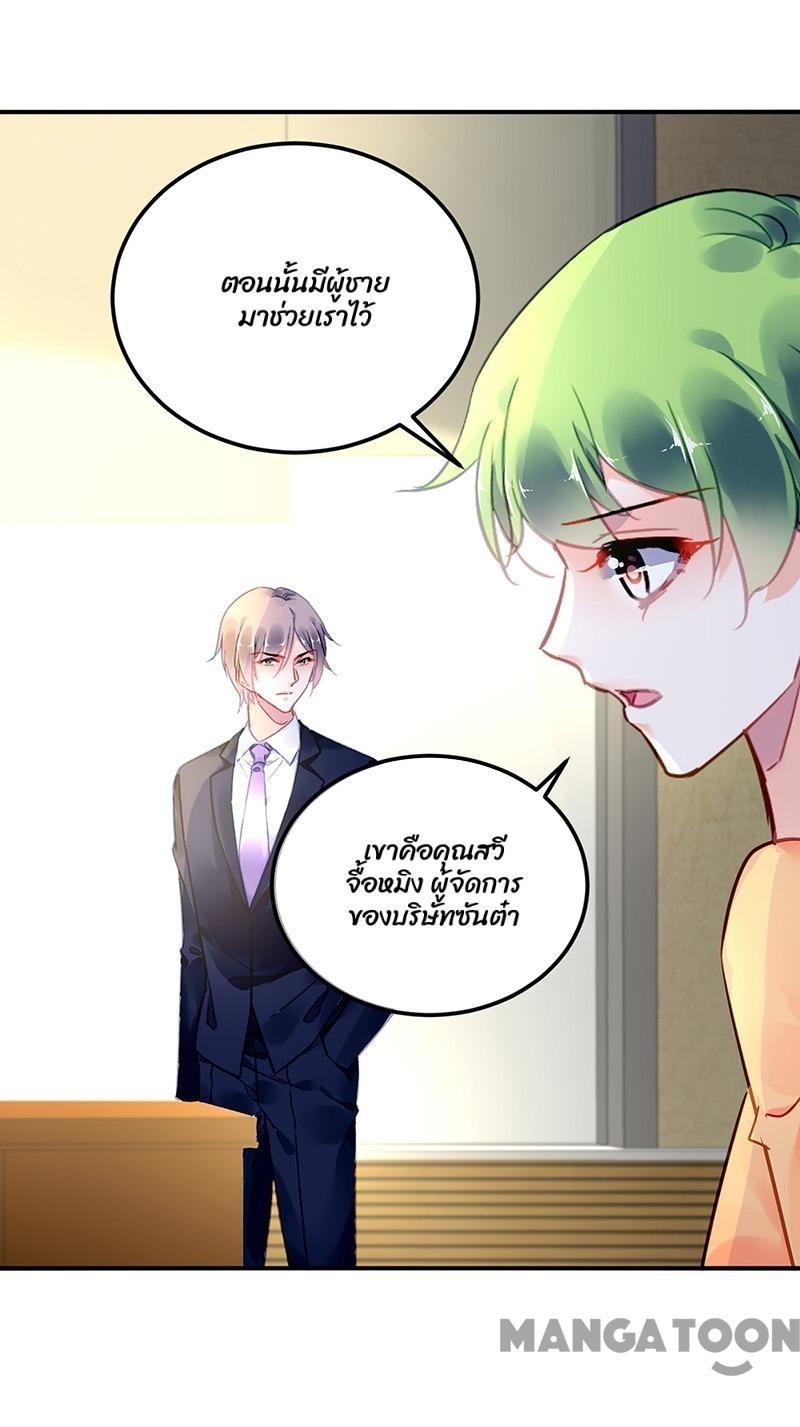 ตอนนั้นมีผู้ชาย
มาช่วยเราไว้
เขาคือคุณสวี
จื้อหมิง ผู้จัดการ
ของบริษัทซันต๋า
MANGATOON